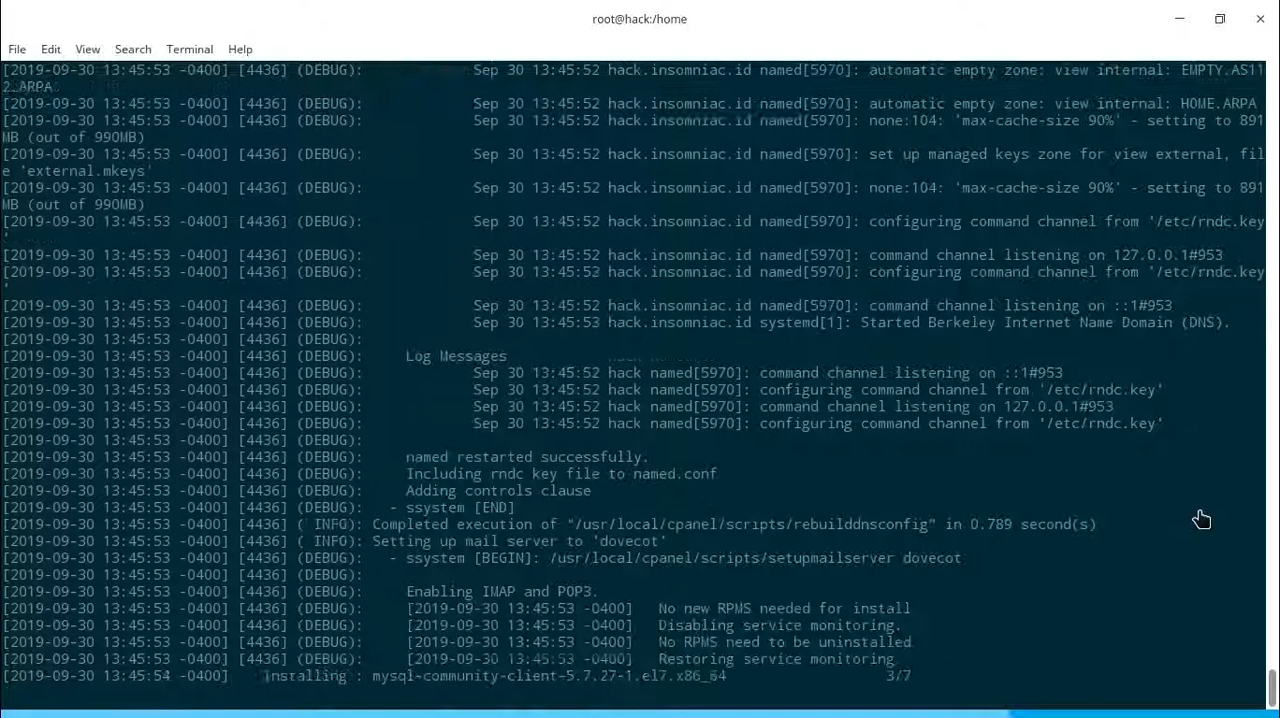 root@hack:/home
File Edit View Search Terminal Help
[2019-09-30 13:45:53 -0400] [4436] (DEBUG): Sep 30 13:45:52 hack.insomniac.id named[5970]: automatic empty zone: view internal: EMPTY.AS11
2.ARPA
[2019-09-30 13:45:53 -0400] [4436] (DEBUG): Sep 30 13:45:52 hack.insomniac.id named[5970]: automatic empty zone: view internal: HOME.ARPA
[2019-09-30 13:45:53 -0400] [4436] (DEBUG): Sep 30 13:45:52 hack.insomniac.id named[5970]: none:104: 'max-cache-size 90%' - setting to 891
MB (out of 990MB)
[2019-09-30 13:45:53 -0400] [4436] (DEBUG): Sep 30 13:45:52 hack.insomniac.id named[5970]: set up managed keys zone for view external, fil
e 'external.mkeys'
[2019-09-30 13:45:53 -0400] [4436] (DEBUG): Sep 30 13:45:52 hack.insomniac.id named[5970]: none:104: 'max-cache-size 90%' - setting to 891
MB (out of 990MB)
[2019-09-30 13:45:53 -0400] [4436] (DEBUG): Sep 30 13:45:52 hack.insomniac.id named[5970]: configuring command channel from '/etc/rndc.key
'
[2019-09-30 13:45:53 -0400] [4436] (DEBUG): Sep 30 13:45:52 hack.insomniac.id named[5970]: command channel listening on 127.0.0.1#953
[2019-09-30 13:45:53 -0400] [4436] (DEBUG): Sep 30 13:45:52 hack.insomniac.id named[5970]: configuring command channel from '/etc/rndc.key
'
[2019-09-30 13:45:53 -0400] [4436] (DEBUG): Sep 30 13:45:52 hack.insomniac.id named[5970]: command channel listening on ::1#953
[2019-09-30 13:45:53 -0400] [4436] (DEBUG): Sep 30 13:45:53 hack.insomniac.id systemd[1]: Started Berkeley Internet Name Domain (DNS).
[2019-09-30 13:45:53 -0400] [4436] (DEBUG):
[2019-09-30 13:45:53 -0400] [4436] (DEBUG): Log Messages
[2019-09-30 13:45:53 -0400] [4436] (DEBUG): Sep 30 13:45:52 hack named[5970]: command channel listening on ::1#953
[2019-09-30 13:45:53 -0400] [4436] (DEBUG): Sep 30 13:45:52 hack named[5970]: configuring command channel from '/etc/rndc.key'
[2019-09-30 13:45:53 -0400] [4436] (DEBUG): Sep 30 13:45:52 hack named[5970]: command channel listening on 127.0.0.1#953
[2019-09-30 13:45:53 -0400] [4436] (DEBUG): Sep 30 13:45:52 hack named[5970]: configuring command channel from '/etc/rndc.key'
[2019-09-30 13:45:53 -0400] [4436] (DEBUG):
[2019-09-30 13:45:53 -0400] [4436] (DEBUG): named restarted successfully.
[2019-09-30 13:45:53 -0400] [4436] (DEBUG): Including rndc key file to named.conf
[2019-09-30 13:45:53 -0400] [4436] (DEBUG): Adding controls clause
[2019-09-30 13:45:53 -0400] [4436] (DEBUG): - ssystem [END]
[2019-09-30 13:45:53 -0400] [4436] ( INFO): Completed execution of "/usr/local/cpanel/scripts/rebuilddnsconfig" in 0.789 second(s)
[2019-09-30 13:45:53 -0400] [4436] ( INFO): Setting up mail server to 'dovecot'
[2019-09-30 13:45:53 -0400] [4436] (DEBUG): - ssystem [BEGIN]: /usr/local/cpanel/scripts/setupmailserver dovecot
[2019-09-30 13:45:53 -0400] [4436] (DEBUG):
[2019-09-30 13:45:53 -0400] [4436] (DEBUG): Enabling IMAP and POP3.
[2019-09-30 13:45:53 -0400] [4436] (DEBUG): [2019-09-30 13:45:53 -0400] No new RPMS needed for install
[2019-09-30 13:45:53 -0400] [4436] (DEBUG): [2019-09-30 13:45:53 -0400] Disabling service monitoring.
[2019-09-30 13:45:53 -0400] [4436] (DEBUG): [2019-09-30 13:45:53 -0400] No RPMS need to be uninstalled
[2019-09-30 13:45:53 -0400] [4436] (DEBUG): [2019-09-30 13:45:53 -0400] Restoring service monitoring
[2019-09-30 13:45:54 -0400] Installing : mysql-community-client-5.7.27-1.el7.x86_64 3/7